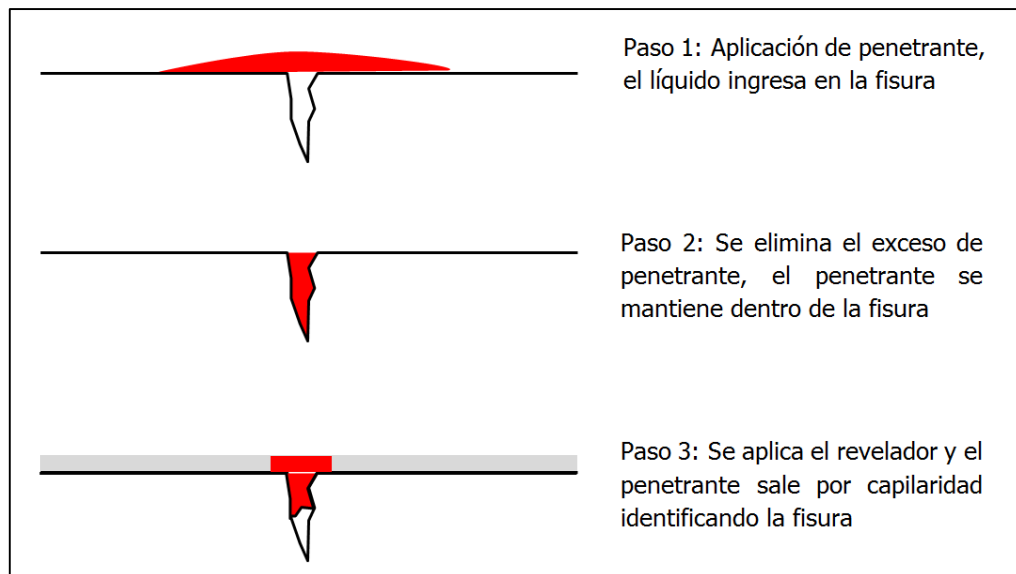 Paso 1: Aplicación de penetrante,
el líquido ingresa en la fisura
Paso 2: Se elimina el exceso de
penetrante, el penetrante se
mantiene dentro de la fisura
Paso 3: Se aplica el revelador y el
penetrante sale por capilaridad
identificando la fisura